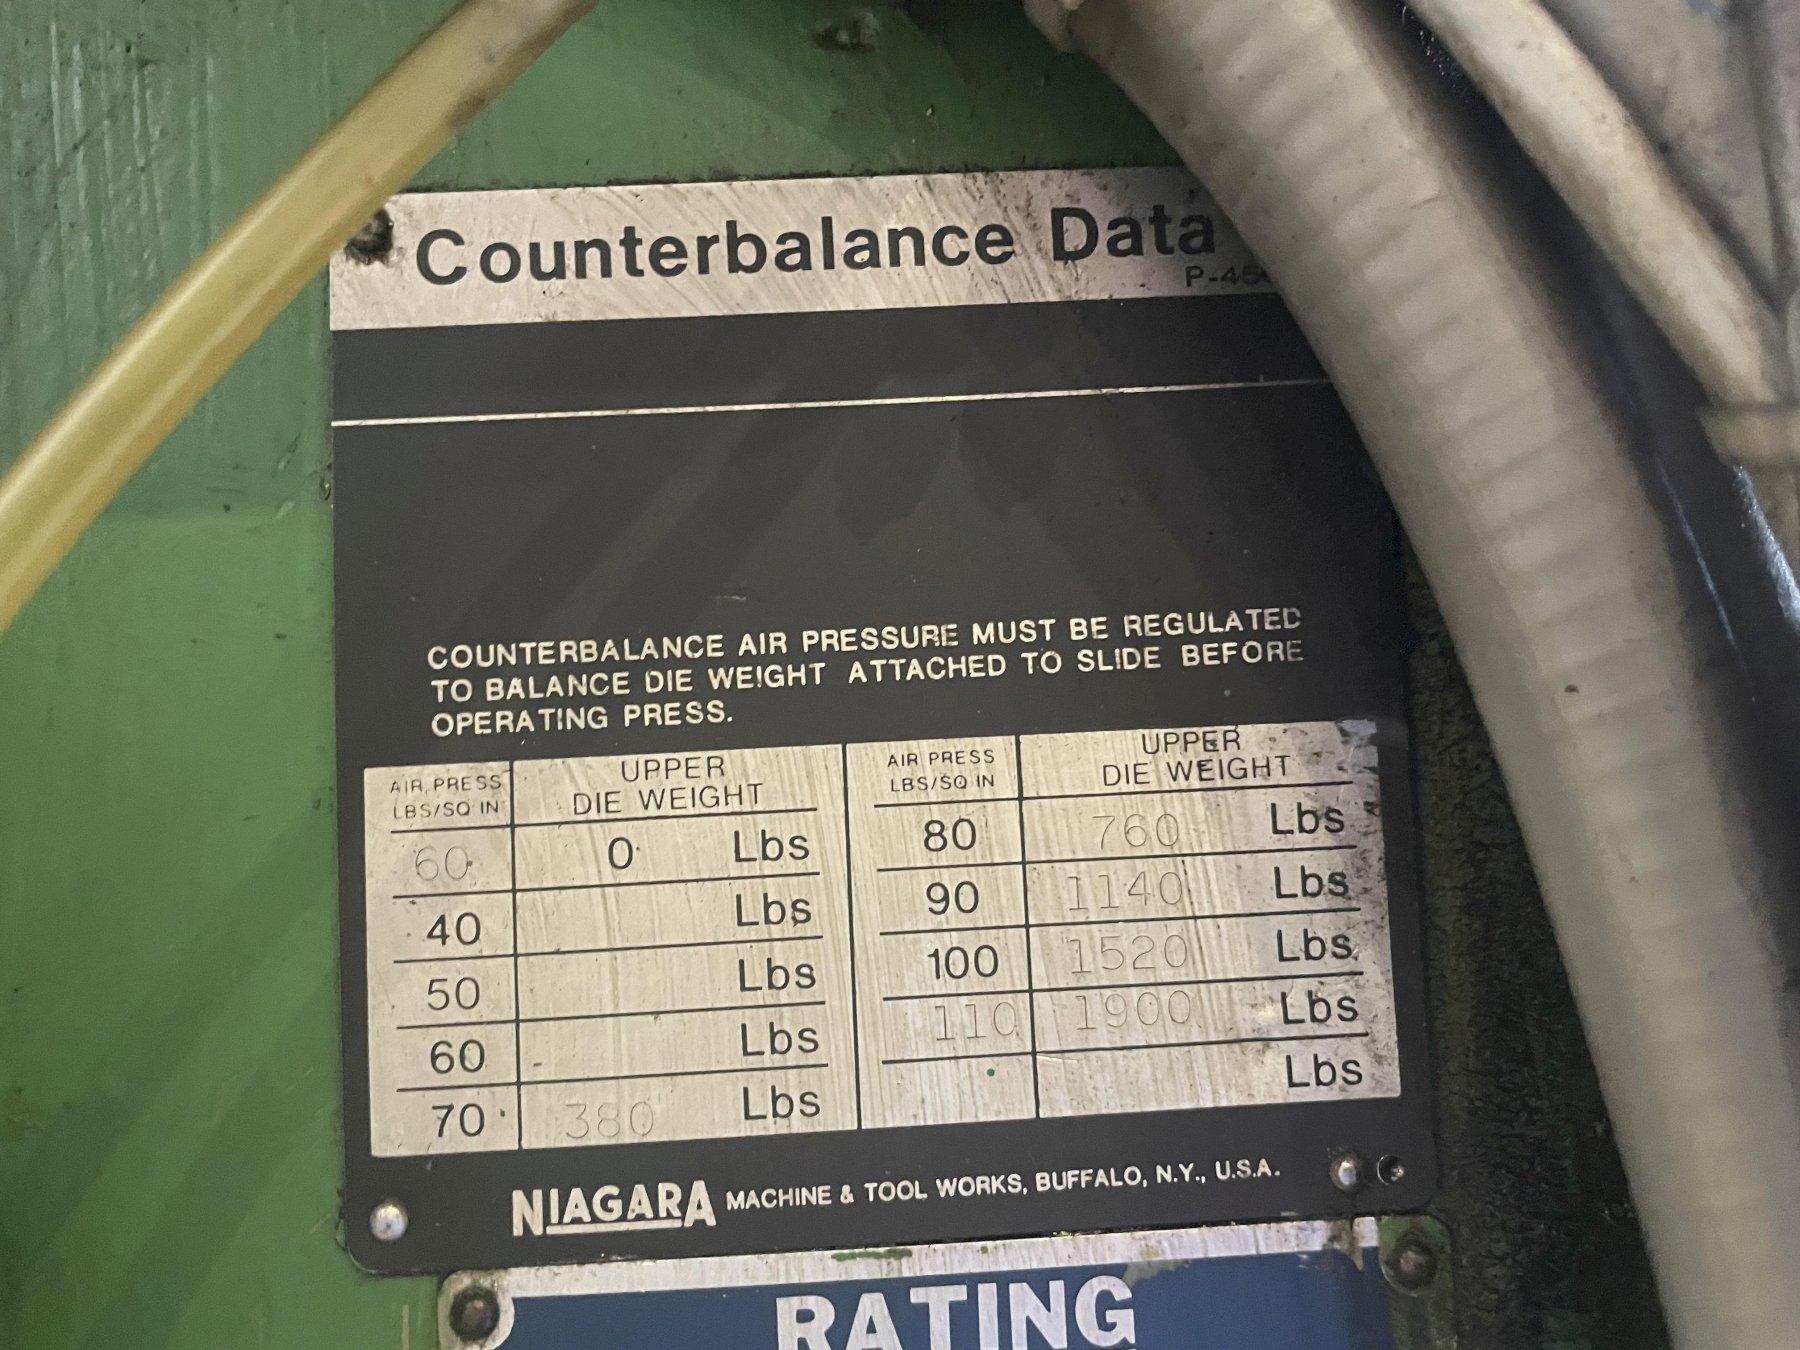 Counterbalance Data
COUNTERBALANCE AIR PRESSURE MUST BE REGULATED
TO BALANCE DIE WEIGHT ATTACHED TO SLIDE BEFORE
OPERATING PRESS.
AIR PRESS LBS/SQ IN UPPER DIE WEIGHT AIR PRESS LBS/SQ IN UPPER DIE WEIGHT
60 0 Lbs 80 760 Lbs
40 Lbs 90 1140 Lbs
50 Lbs 100 1520 Lbs
60 Lbs 110 1900 Lbs
70 380 Lbs Lbs
NIAGARA MACHINE & TOOL WORKS, BUFFALO, N.Y., U.S.A.
RATING